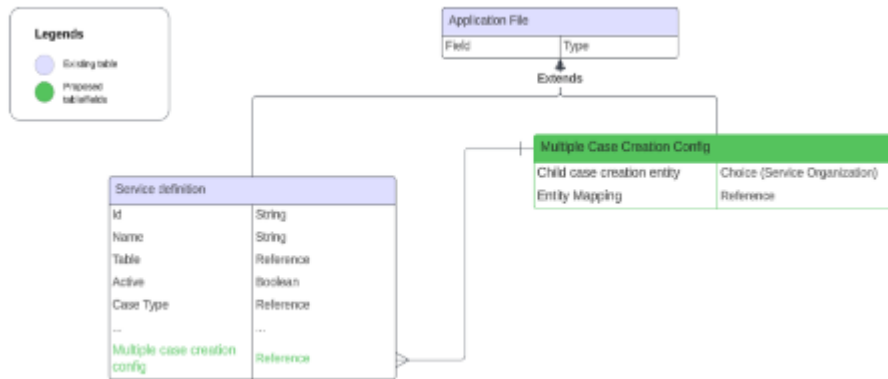 Legends
Existing table
Proposed
table/fields
Application File
Field Type
Extends
Multiple Case Creation Config
Child case creation entity Choice (Service Organization)
Entity Mapping Reference
Service definition
Id String
Name String
Table Reference
Active Boolean
Case Type Reference
... ...
Multiple case creation
config Reference